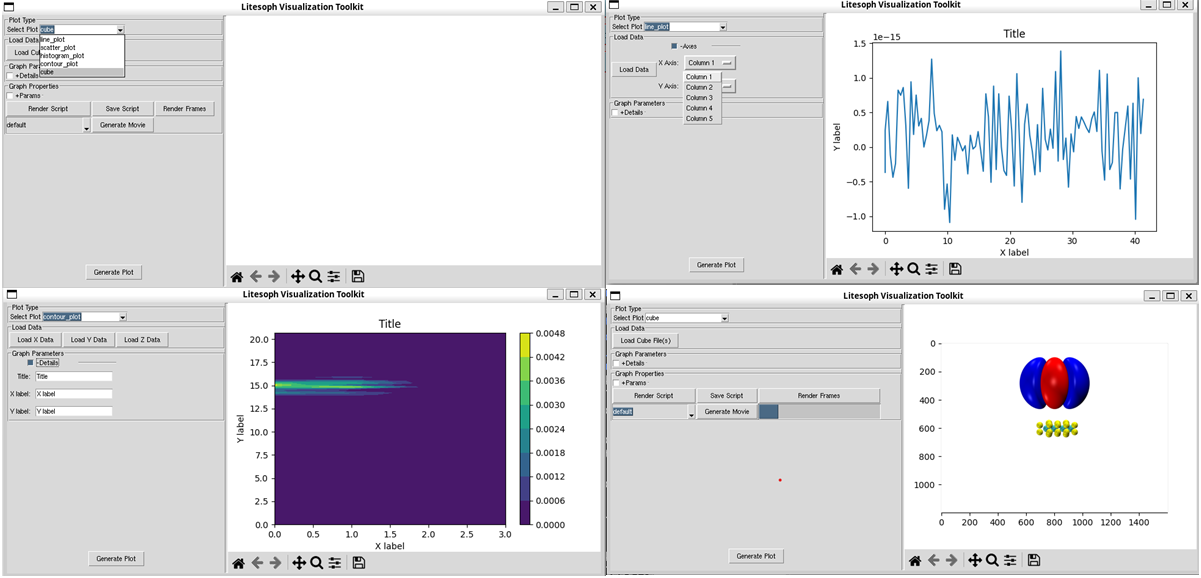 Litesoph Visualization Toolkit
Plot Type
Select Plot cube
line_plot
scatter_plot
histogram_plot
contour_plot
cube
Load Data
Load Cu
Graph Par
+Details
Graph Properties
+Params
Render Script Save Script Render Frames
default Generate Movie
Generate Plot
Litesoph Visualization Toolkit
Plot Type
Select Plot line_plot
Load Data
-Axes
Load Data
X Axis: Column 1
Column 1
Column 2
Y Axis:
Column 3
Column 4
Column 5
Graph Parameters
+Details
Generate Plot
Title
1e−15
1.5
1.0
0.5
0.0
−0.5
−1.0
Y label
0 10 20 30 40
X label
Litesoph Visualization Toolkit
Plot Type
Select Plot contour_plot
Load Data
Load X Data Load Y Data Load Z Data
Graph Parameters
-Details
Title: Title
X label: X label
Y label: Y label
Generate Plot
Title
20.0
17.5
15.0
12.5
10.0
7.5
5.0
2.5
0.0
Y label
0.0 0.5 1.0 1.5 2.0 2.5 3.0
X label
0.0048
0.0042
0.0036
0.0030
0.0024
0.0018
0.0012
0.0006
0.0000
Litesoph Visualization Toolkit
Plot Type
Select Plot cube
Load Data
Load Cube File(s)
Graph Parameters
+Details
Graph Properties
+Params
Render Script Save Script Render Frames
default Generate Movie
Generate Plot
0
200
400
600
800
1000
0 200 400 600 800 1000 1200 1400